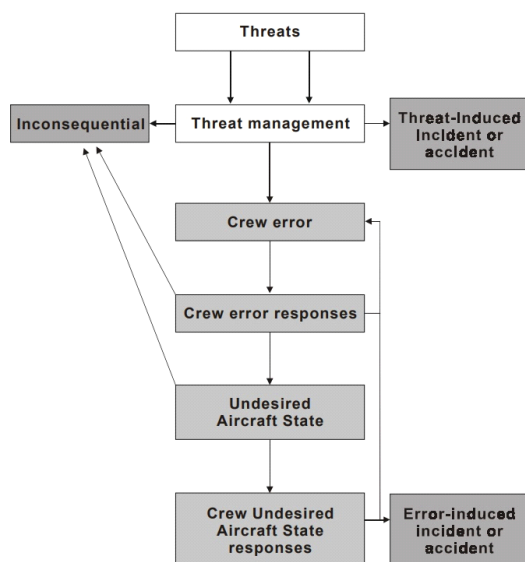 Threats
Inconsequential
Threat management
Threat-Induced
Incident or
accident
Crew error
Crew error responses
Undesired
Aircraft State
Crew Undesired
Aircraft State
responses
Error-induced
incident or
accident